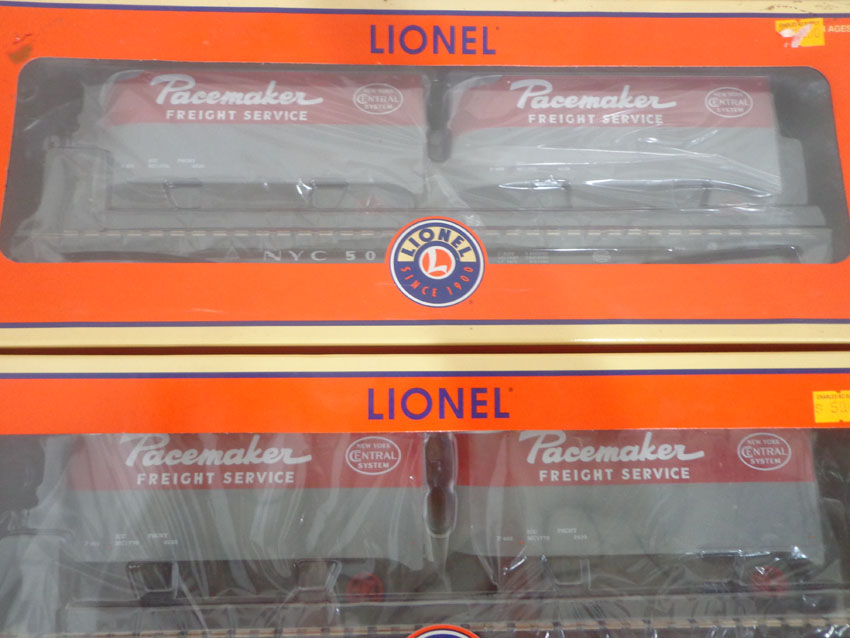 LIONEL
AGES
Pacemaker
FREIGHT SERVICE
NEW YORK
CENTRAL
SYSTEM
Pacemaker
FREIGHT SERVICE
NEW YORK
CENTRAL
SYSTEM
NYC 50
LIONEL
L
SINCE 1900
LIONEL
Pacemaker
FREIGHT SERVICE
NEW YORK
CENTRAL
SYSTEM
Pacemaker
FREIGHT SERVICE
NEW YORK
CENTRAL
SYSTEM